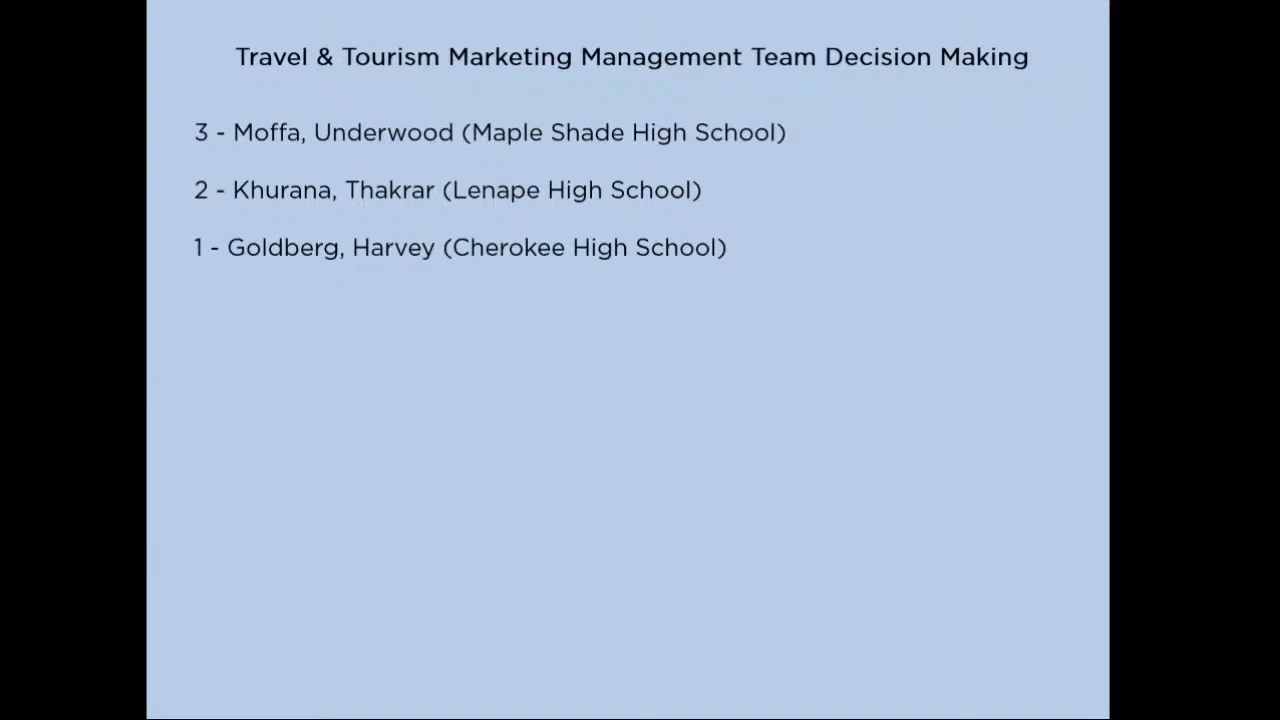 Travel & Tourism Marketing Management Team Decision Making
3 - Moffa, Underwood (Maple Shade High School)
2 - Khurana, Thakrar (Lenape High School)
1 - Goldberg, Harvey (Cherokee High School)